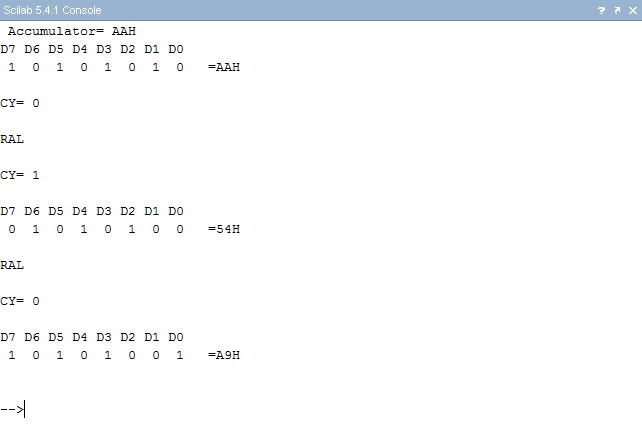 Scilab 5.4.1 Console
Accumulator= AAH
D7 D6 D5 D4 D3 D2 D1 D0
1 0 1 0 1 0 1 0 =AAH
CY= 0
RAL
CY= 1
D7 D6 D5 D4 D3 D2 D1 D0
0 1 0 1 0 1 0 0 =54H
RAL
CY= 0
D7 D6 D5 D4 D3 D2 D1 D0
1 0 1 0 1 0 0 1 =A9H
-->